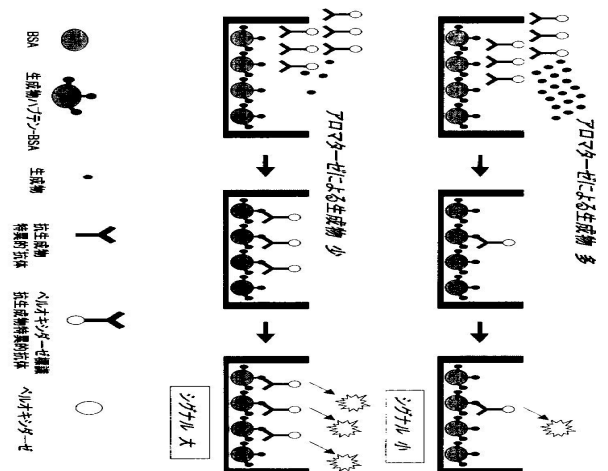 アロマターゼによる生成物 多
シグナル 小
アロマターゼによる生成物 少
シグナル 大
BSA
生成物ハプテン-BSA
生成物
抗生成物
特異的抗体
ペルオキシダーゼ標識
抗生成物特異的抗体
ペルオキシダーゼ